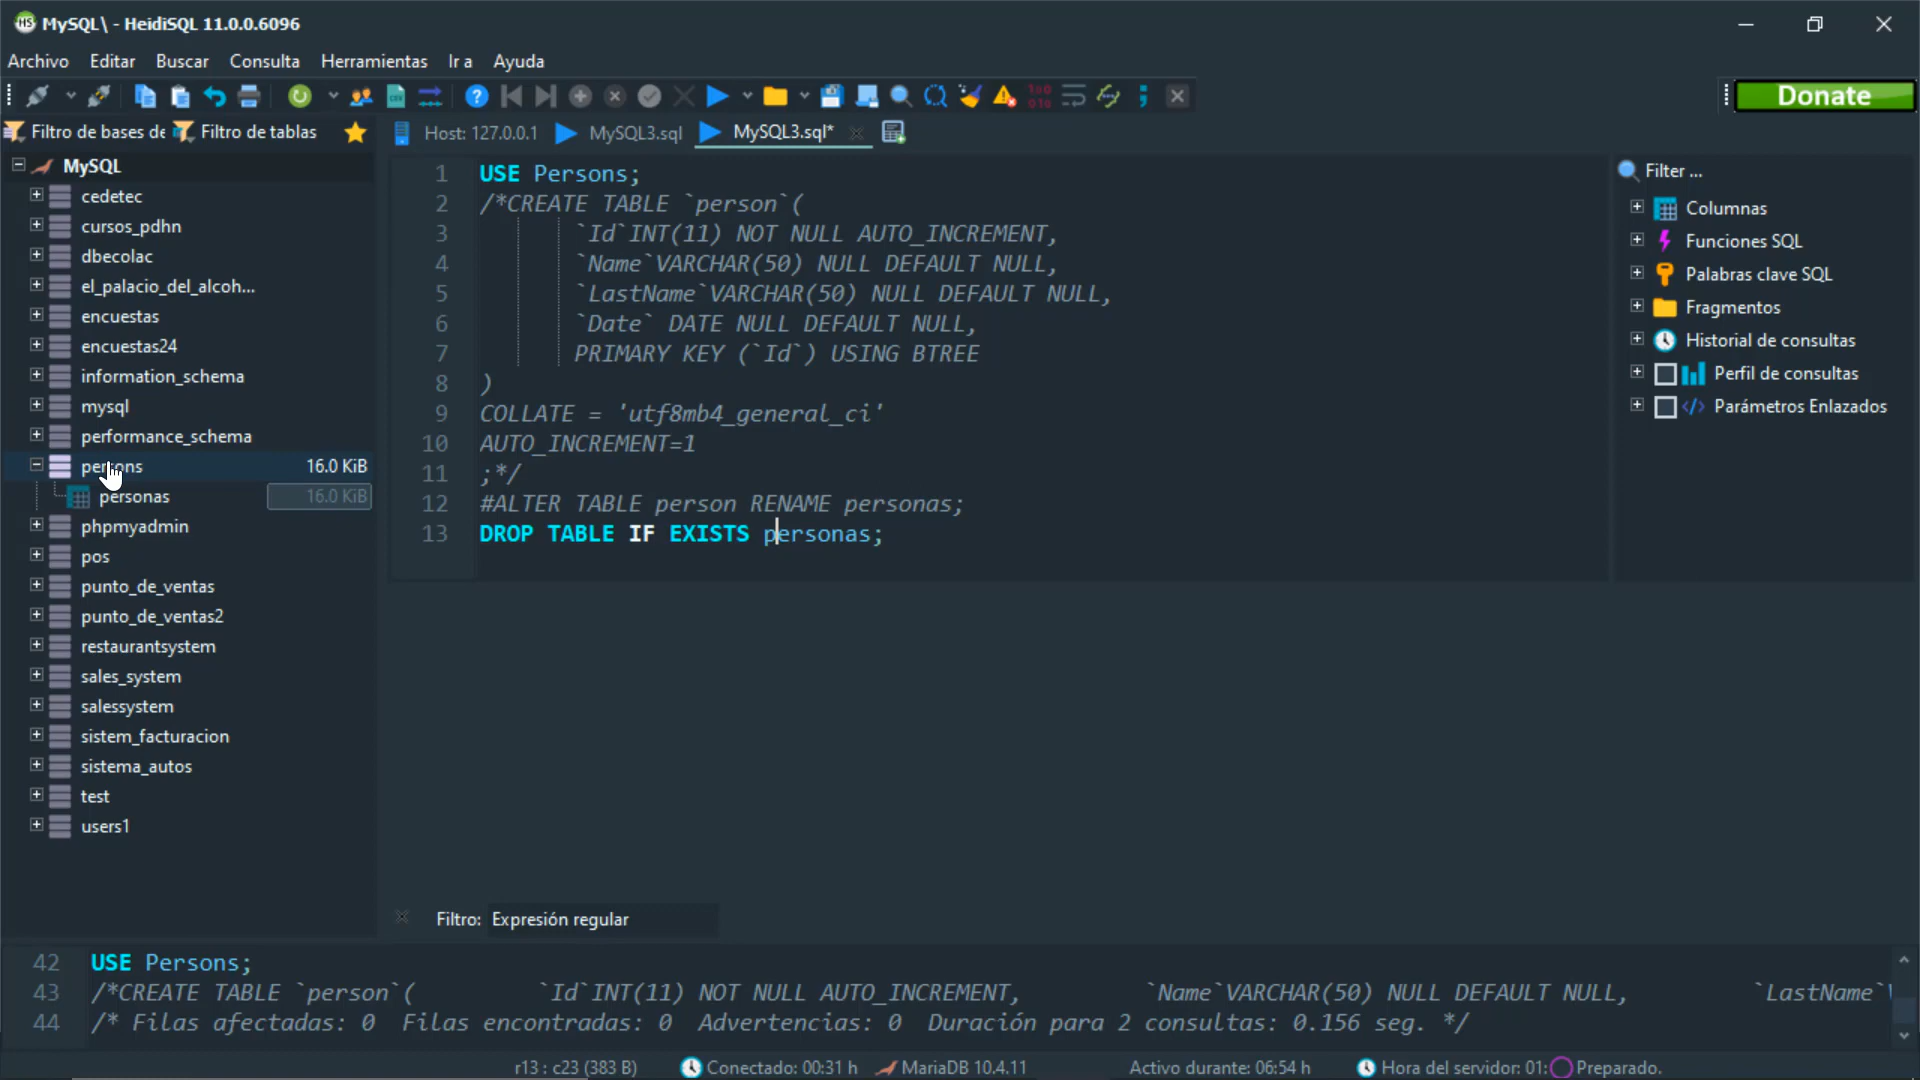 MySQL\ - HeidiSQL 11.0.0.6096
Archivo Editar Buscar Consulta Herramientas Ir a Ayuda
Donate
Filtro de bases de Filtro de tablas
Host: 127.0.0.1 MySQL3.sql MySQL3.sql*
MySQL
cedetec
cursos_pdhn
dbecolac
el_palacio_del_alcoh...
encuestas
encuestas24
information_schema
mysql
performance_schema
persons 16.0 KiB
personas 16.0 KiB
phpmyadmin
pos
punto_de_ventas
punto_de_ventas2
restaurantsystem
sales_system
salessystem
sistem_facturacion
sistema_autos
test
users1
1 USE Persons;
2 /*CREATE TABLE `person`(
3 `Id`INT(11) NOT NULL AUTO_INCREMENT,
4 `Name`VARCHAR(50) NULL DEFAULT NULL,
5 `LastName`VARCHAR(50) NULL DEFAULT NULL,
6 `Date` DATE NULL DEFAULT NULL,
7 PRIMARY KEY (`Id`) USING BTREE
8 )
9 COLLATE = 'utf8mb4_general_ci'
10 AUTO_INCREMENT=1
11 ;*/
12 #ALTER TABLE person RENAME personas;
13 DROP TABLE IF EXISTS personas;
Filter ...
Columnas
Funciones SQL
Palabras clave SQL
Fragmentos
Historial de consultas
Perfil de consultas
Parámetros Enlazados
Filtro: Expresión regular
42 USE Persons;
43 /*CREATE TABLE `person`( `Id`INT(11) NOT NULL AUTO_INCREMENT, `Name`VARCHAR(50) NULL DEFAULT NULL, `LastName`
44 /* Filas afectadas: 0 Filas encontradas: 0 Advertencias: 0 Duración para 2 consultas: 0.156 seg. */
r13 : c23 (383 B) Conectado: 00:31 h MariaDB 10.4.11 Activo durante: 06:54 h Hora del servidor: 01: Preparado.